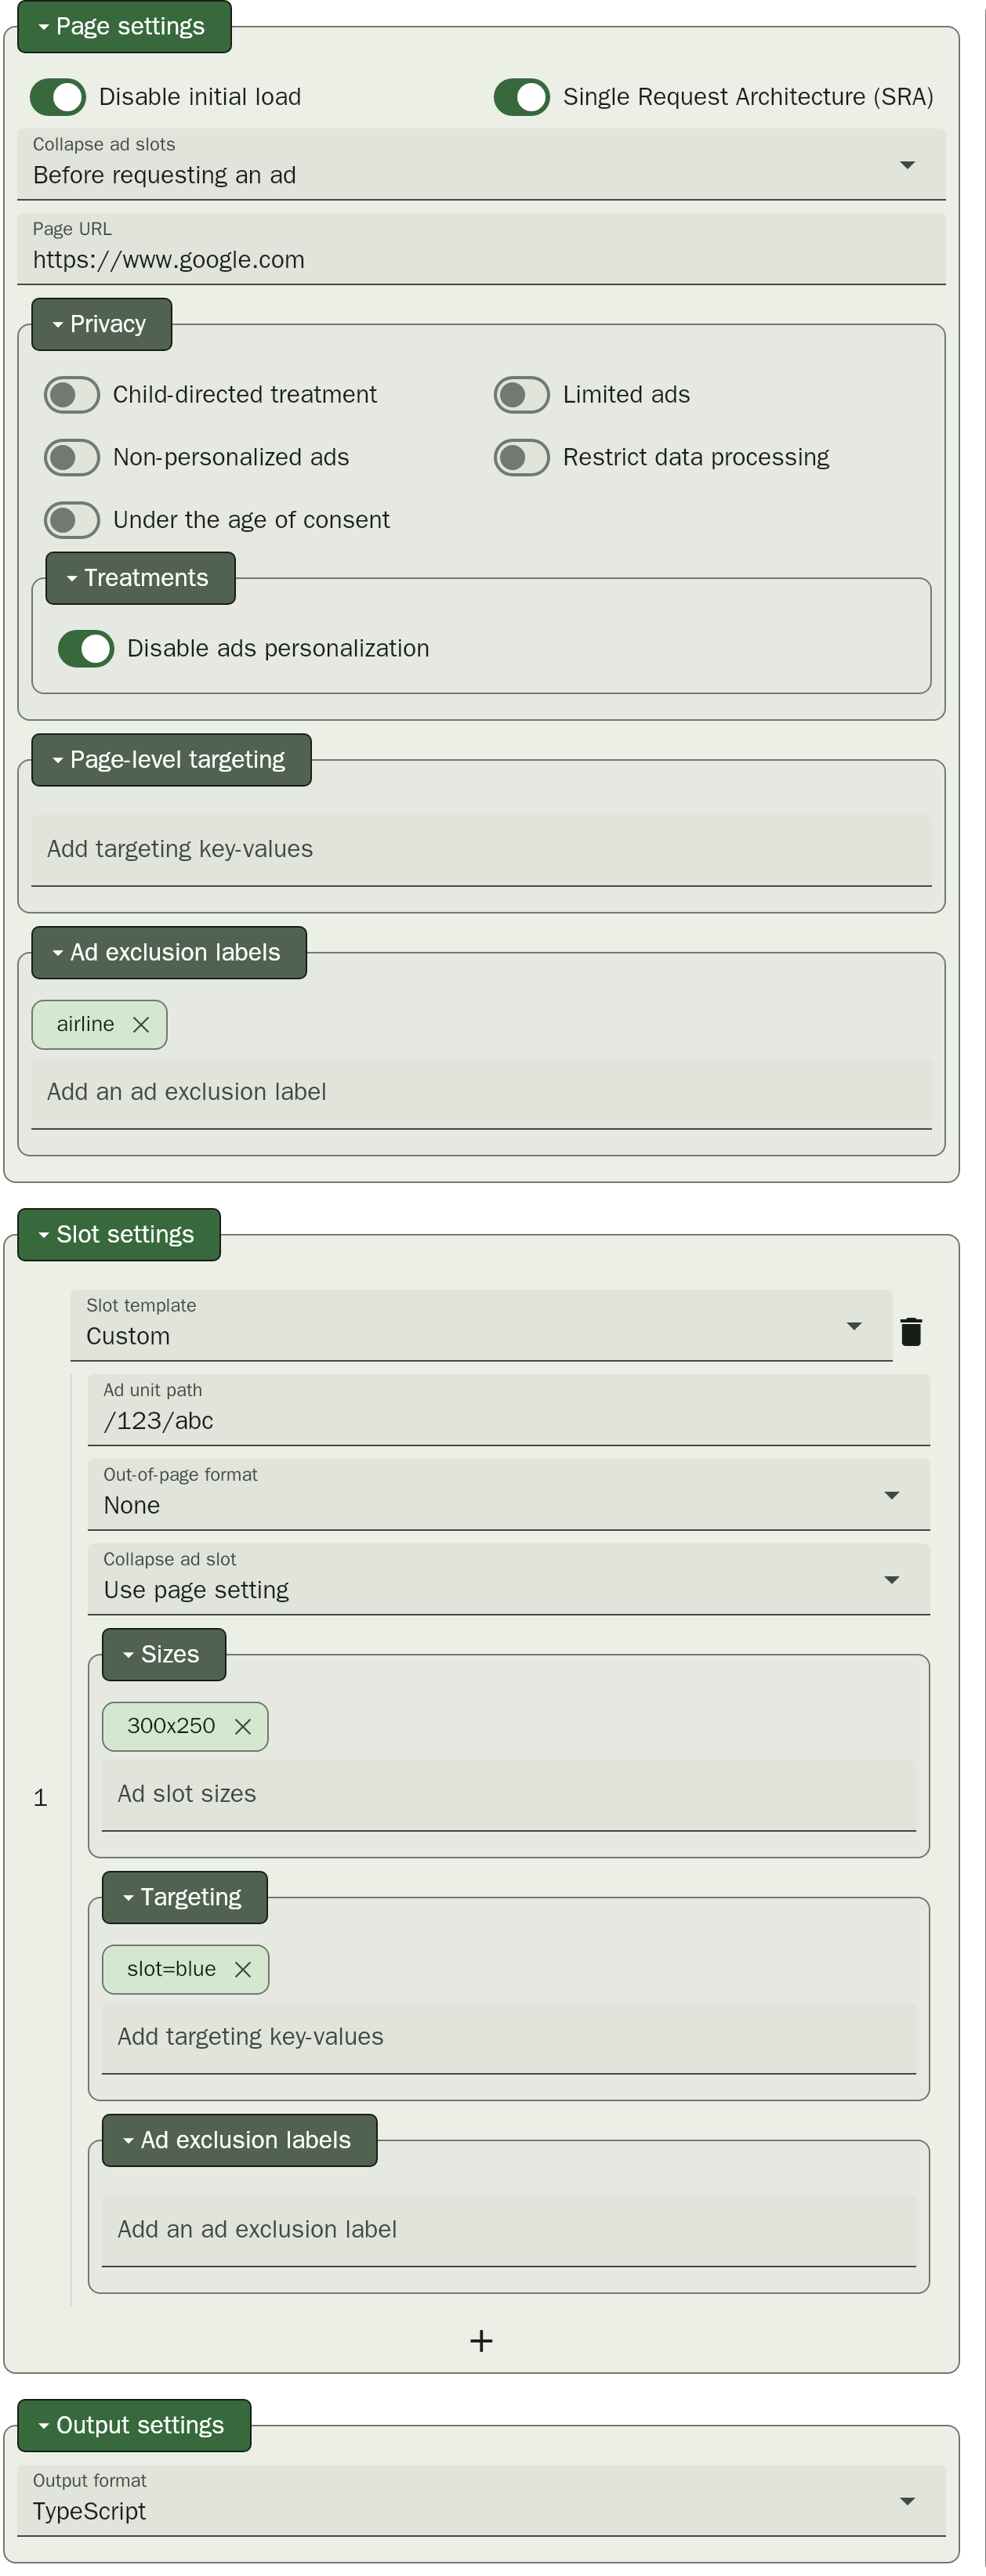 Page settings
Disable initial load
Single Request Architecture (SRA)
Collapse ad slots
Before requesting an ad
Page URL
https://www.google.com
Privacy
Child-directed treatment
Limited ads
Non-personalized ads
Restrict data processing
Under the age of consent
Treatments
Disable ads personalization
Page-level targeting
Add targeting key-values
Ad exclusion labels
airline
Add an ad exclusion label
Slot settings
Slot template
Custom
Ad unit path
/123/abc
Out-of-page format
None
Collapse ad slot
Use page setting
Sizes
300x250
Ad slot sizes
1
Targeting
slot=blue
Add targeting key-values
Ad exclusion labels
Add an ad exclusion label
Output settings
Output format
TypeScript